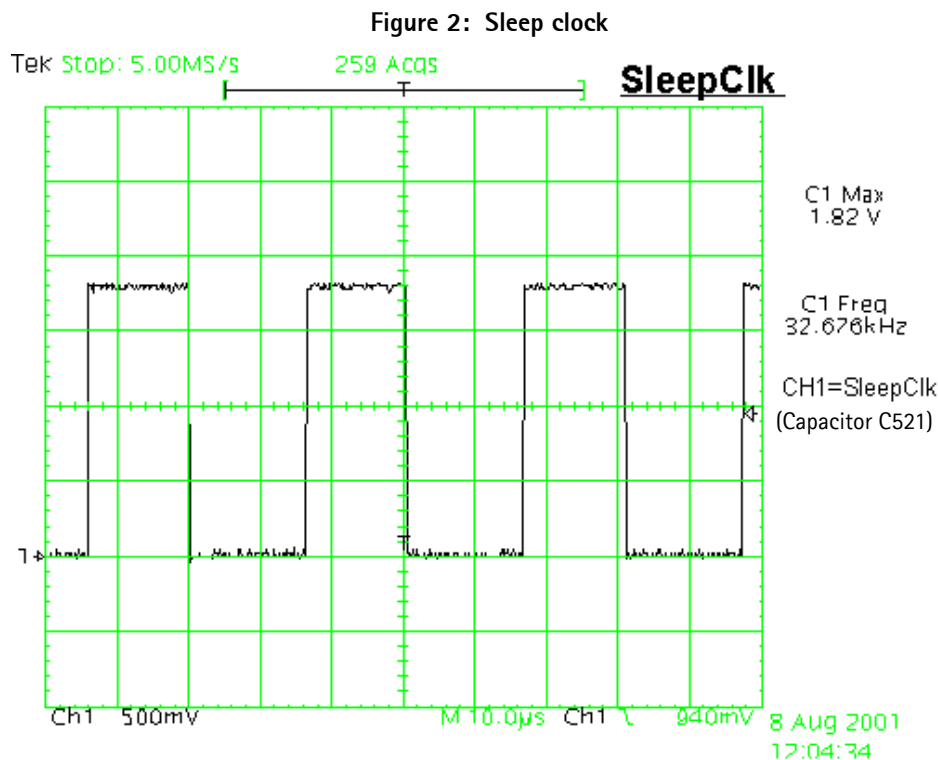 Figure 2: Sleep clock
Tek Stop: 5.00MS/s 259 Acqs
SleepClk
C1 Max
1.82 V
C1 Freq
32.676kHz
CH1=SleepClk
(Capacitor C521)
1
Ch1 500mV M 10.0µs Ch1 940mV
8 Aug 2001
12:04:34